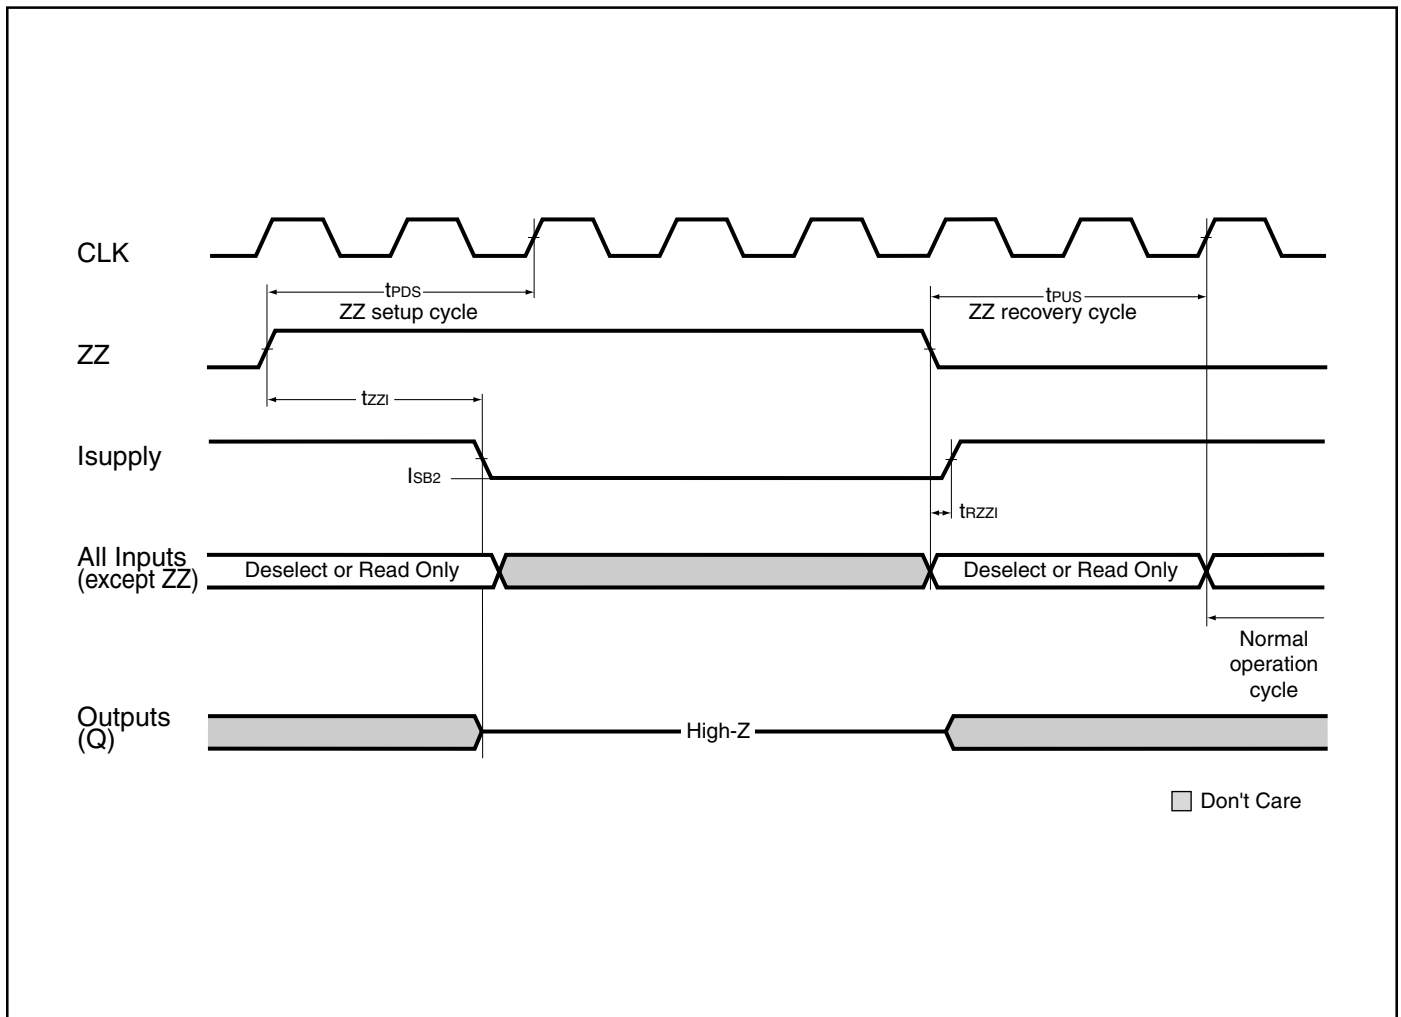 CLK
tPDS
ZZ setup cycle
tPUS
ZZ recovery cycle
ZZ
tZZI
Isupply
ISB2
tRZZI
All Inputs
(except ZZ)
Deselect or Read Only
Deselect or Read Only
Normal
operation
cycle
Outputs
(Q)
High-Z
Don't Care